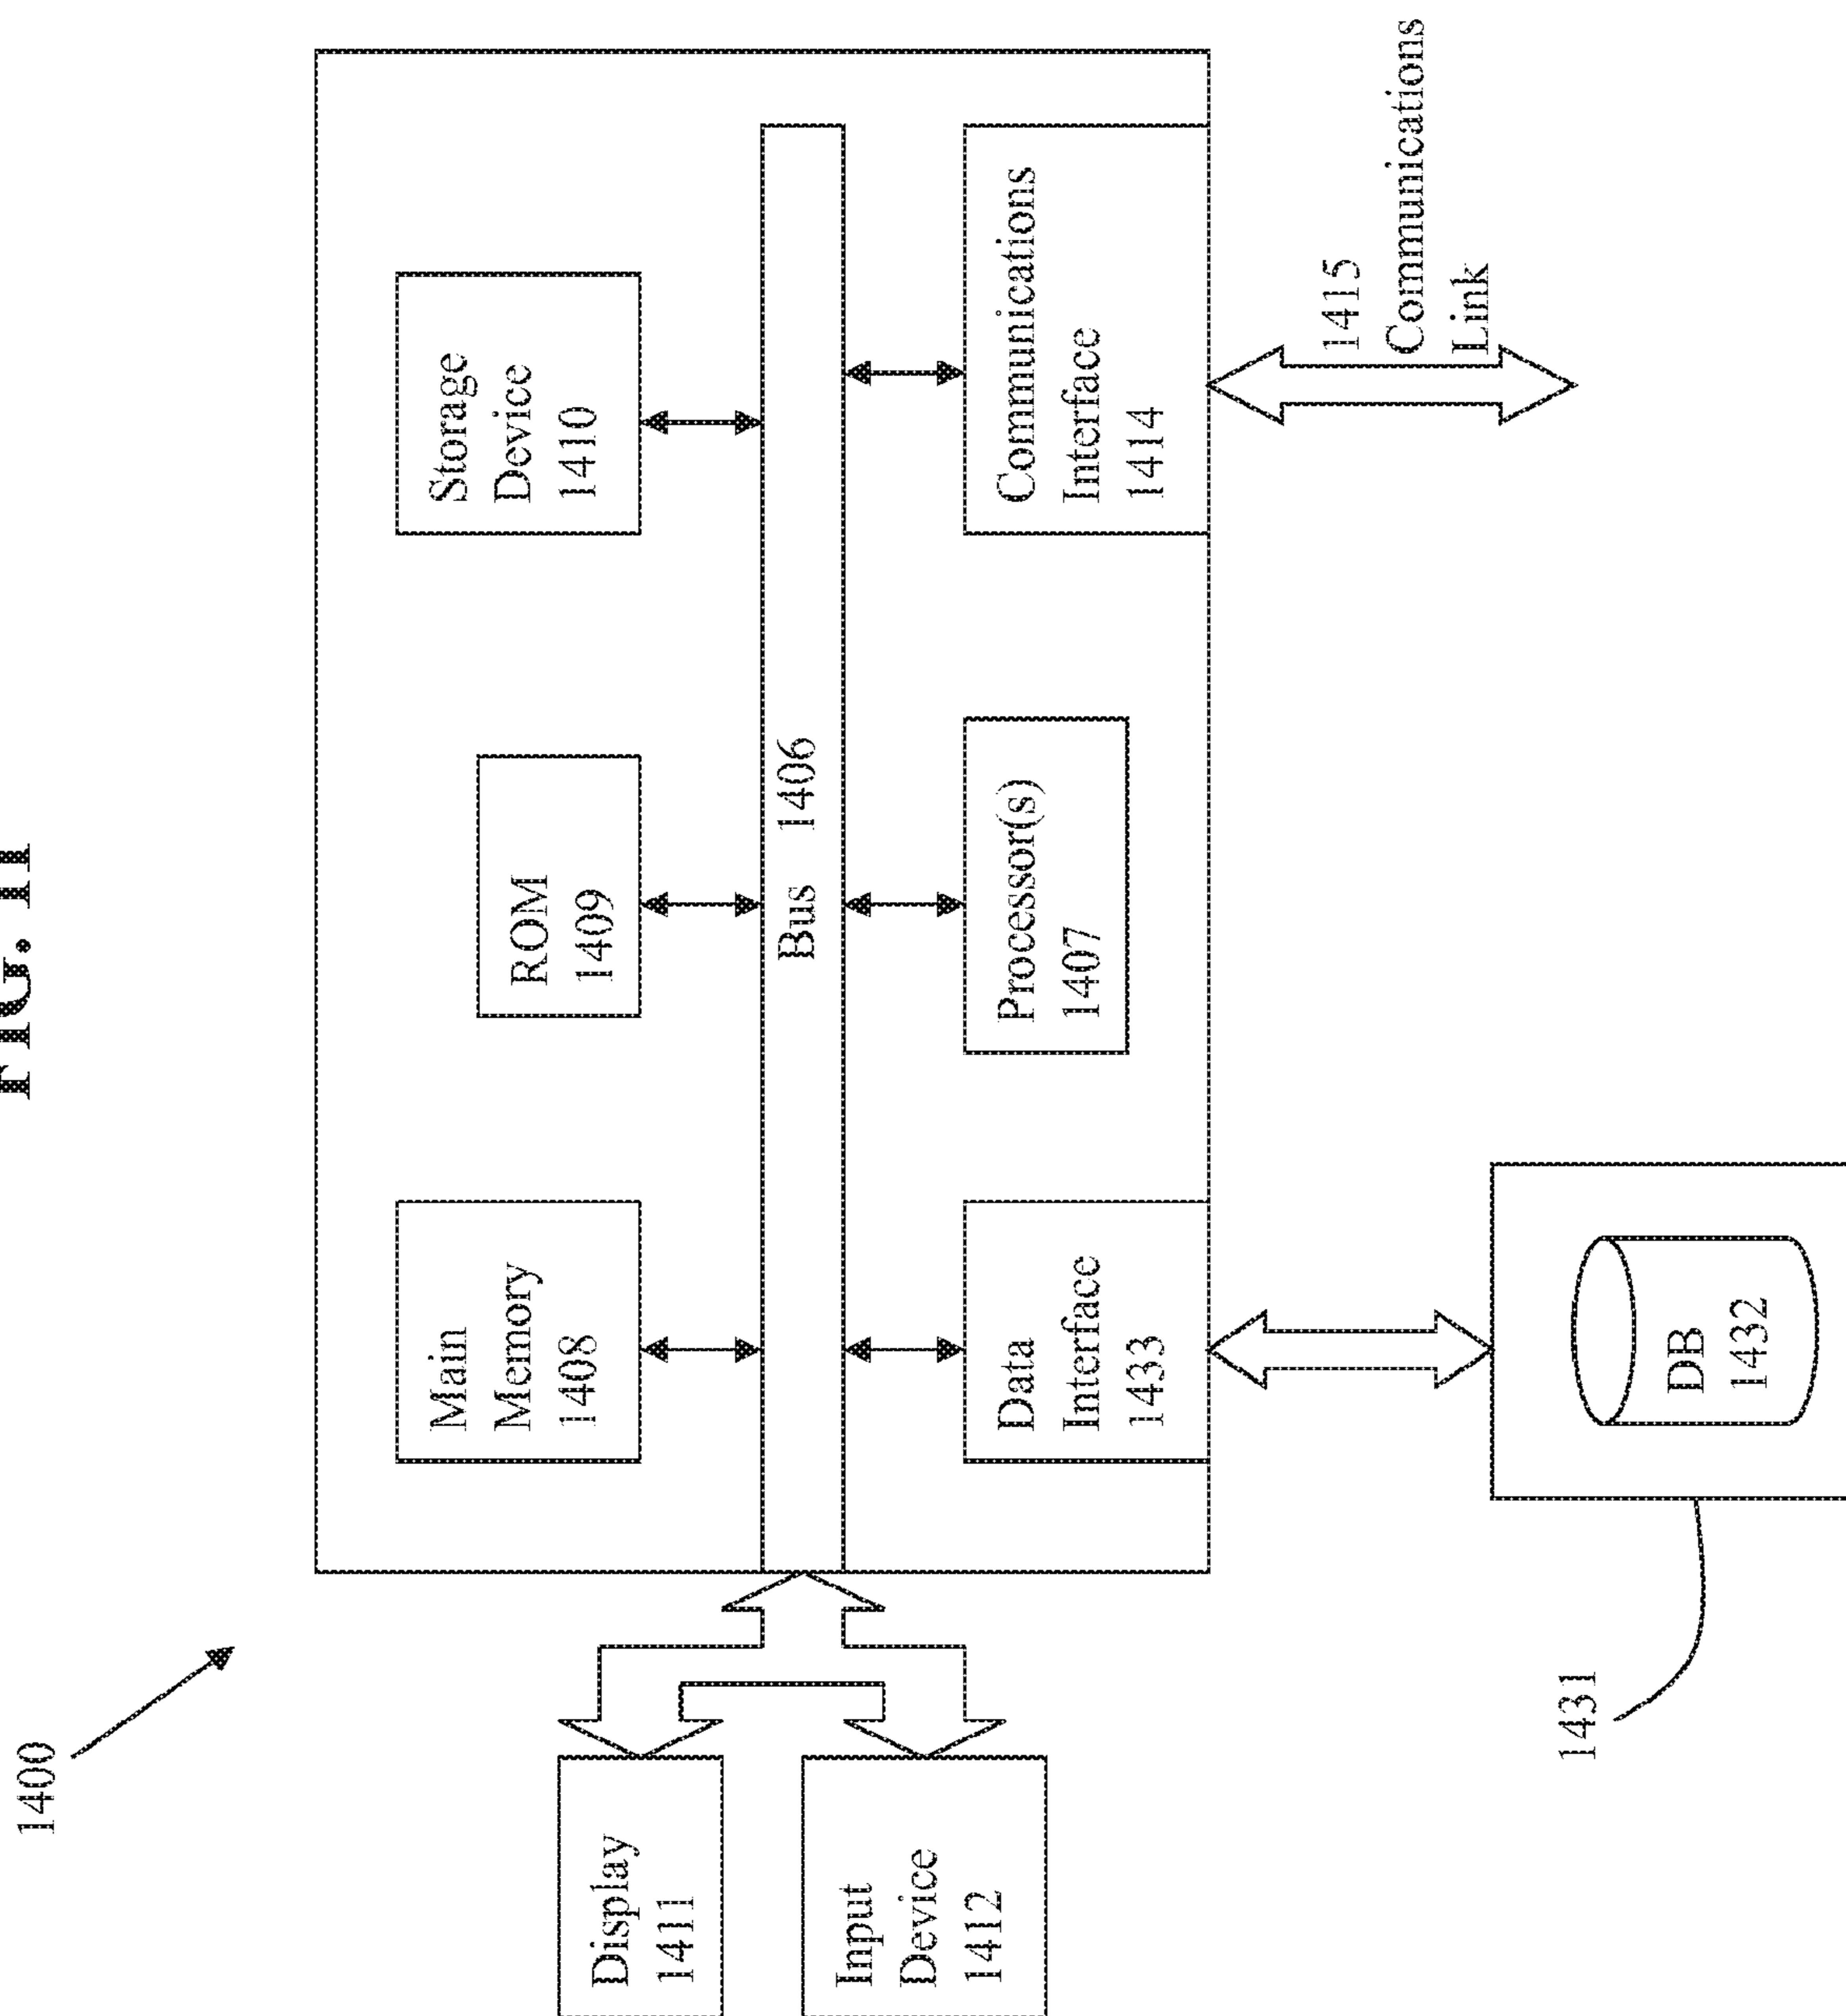 FIG. 11
1400
Main
Memory
1408
ROM
1409
Storage
Device
1410
Display
1411
Bus 1406
Input
Device
1412
Data
Interface
1433
Processor(s)
1407
Communications
Interface
1414
1415
Communications
Link
1431
DB
1432